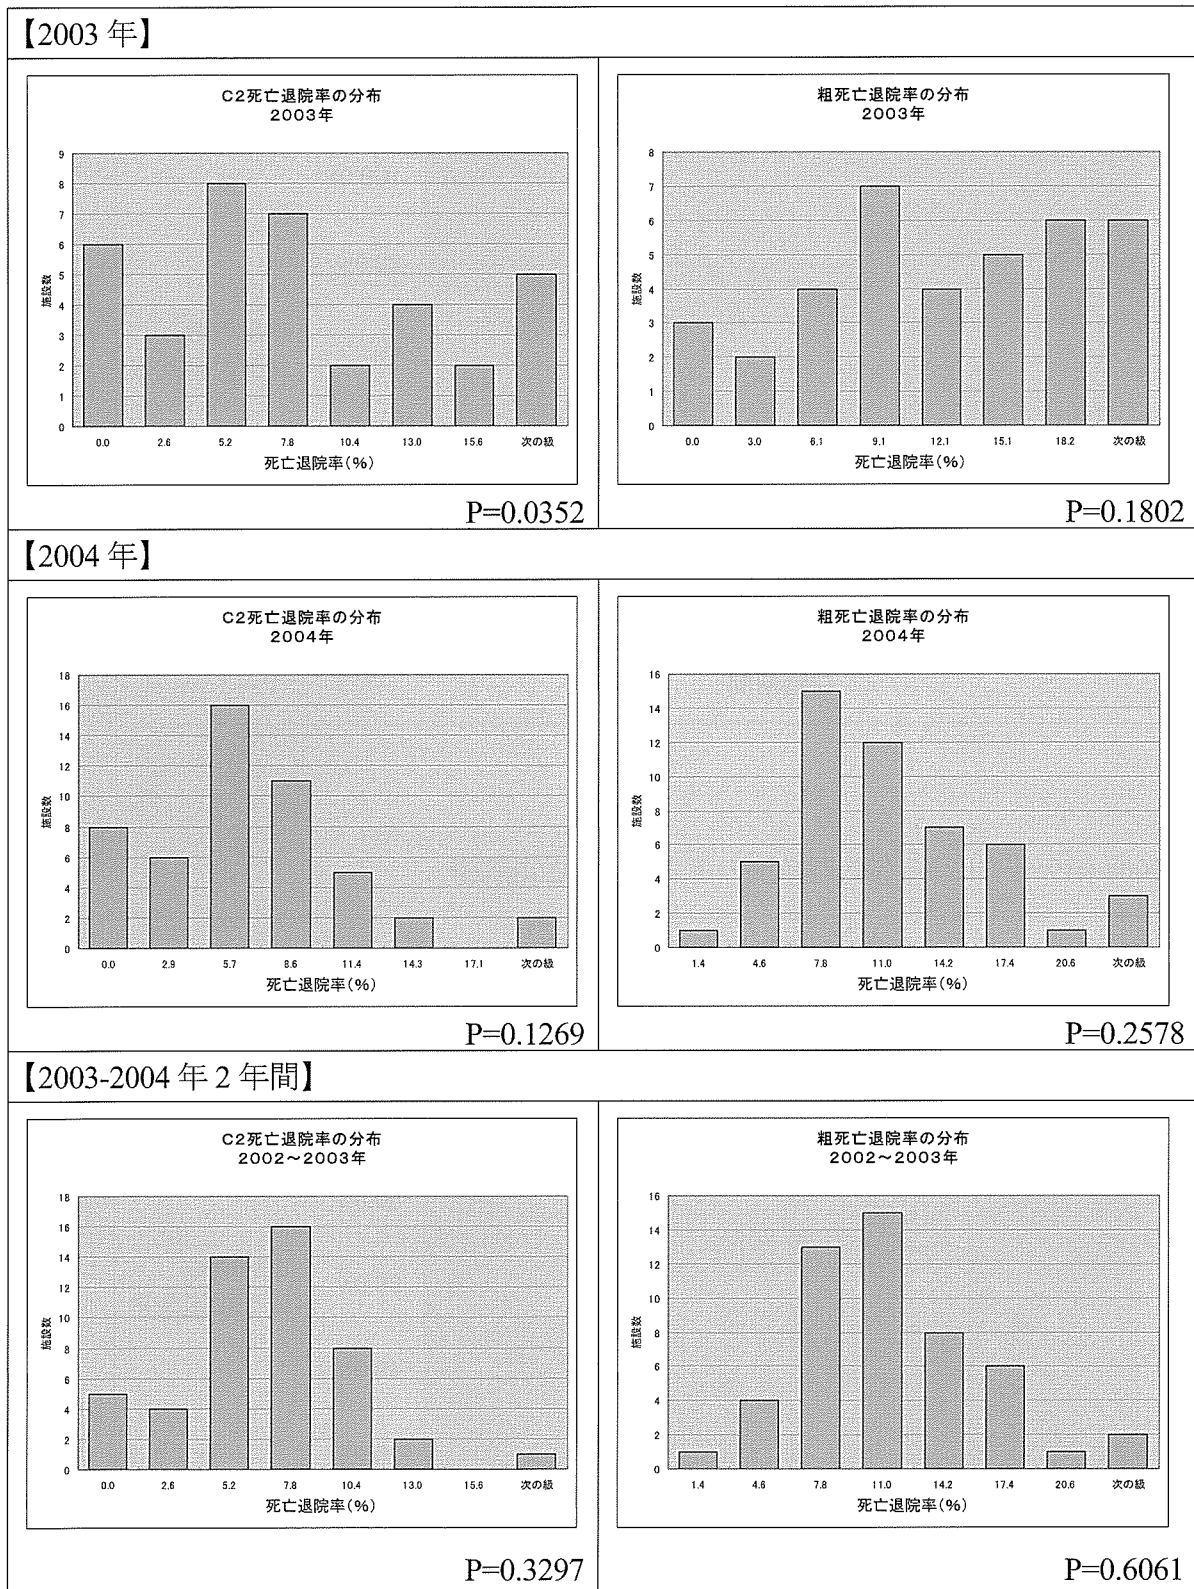 【2003 年】
C2死亡退院率の分布
2003年
施設数
9
8
7
6
5
4
3
2
1
0
0.0 2.6 5.2 7.8 10.4 13.0 15.6 次の級
死亡退院率(%)
P=0.0352
粗死亡退院率の分布
2003年
施設数
8
7
6
5
4
3
2
1
0
0.0 3.0 6.1 9.1 12.1 15.1 18.2 次の級
死亡退院率(%)
P=0.1802
【2004 年】
C2死亡退院率の分布
2004年
施設数
18
16
14
12
10
8
6
4
2
0
0.0 2.9 5.7 8.6 11.4 14.3 17.1 次の級
死亡退院率(%)
P=0.1269
粗死亡退院率の分布
2004年
施設数
16
14
12
10
8
6
4
2
0
1.4 4.6 7.8 11.0 14.2 17.4 20.6 次の級
死亡退院率(%)
P=0.2578
【2003-2004 年 2 年間】
C2死亡退院率の分布
2002～2003年
施設数
18
16
14
12
10
8
6
4
2
0
0.0 2.6 5.2 7.8 10.4 13.0 15.6 次の級
死亡退院率(%)
P=0.3297
粗死亡退院率の分布
2002～2003年
施設数
16
14
12
10
8
6
4
2
0
1.4 4.6 7.8 11.0 14.2 17.4 20.6 次の級
死亡退院率(%)
P=0.6061